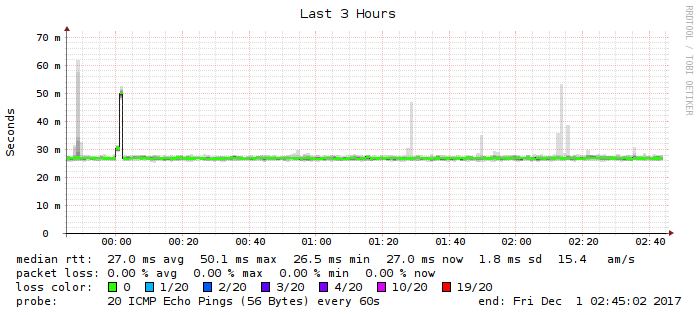 Last 3 Hours
RRDTOOL / TOBI OETIKER
Seconds
70 m
60 m
50 m
40 m
30 m
20 m
10 m
0
00:00 00:20 00:40 01:00 01:20 01:40 02:00 02:20 02:40
median rtt: 27.0 ms avg 50.1 ms max 26.5 ms min 27.0 ms now 1.8 ms sd 15.4 am/s
packet loss: 0.00 % avg 0.00 % max 0.00 % min 0.00 % now
loss color: 0 1/20 2/20 3/20 4/20 10/20 19/20
probe: 20 ICMP Echo Pings (56 Bytes) every 60s end: Fri Dec 1 02:45:02 2017